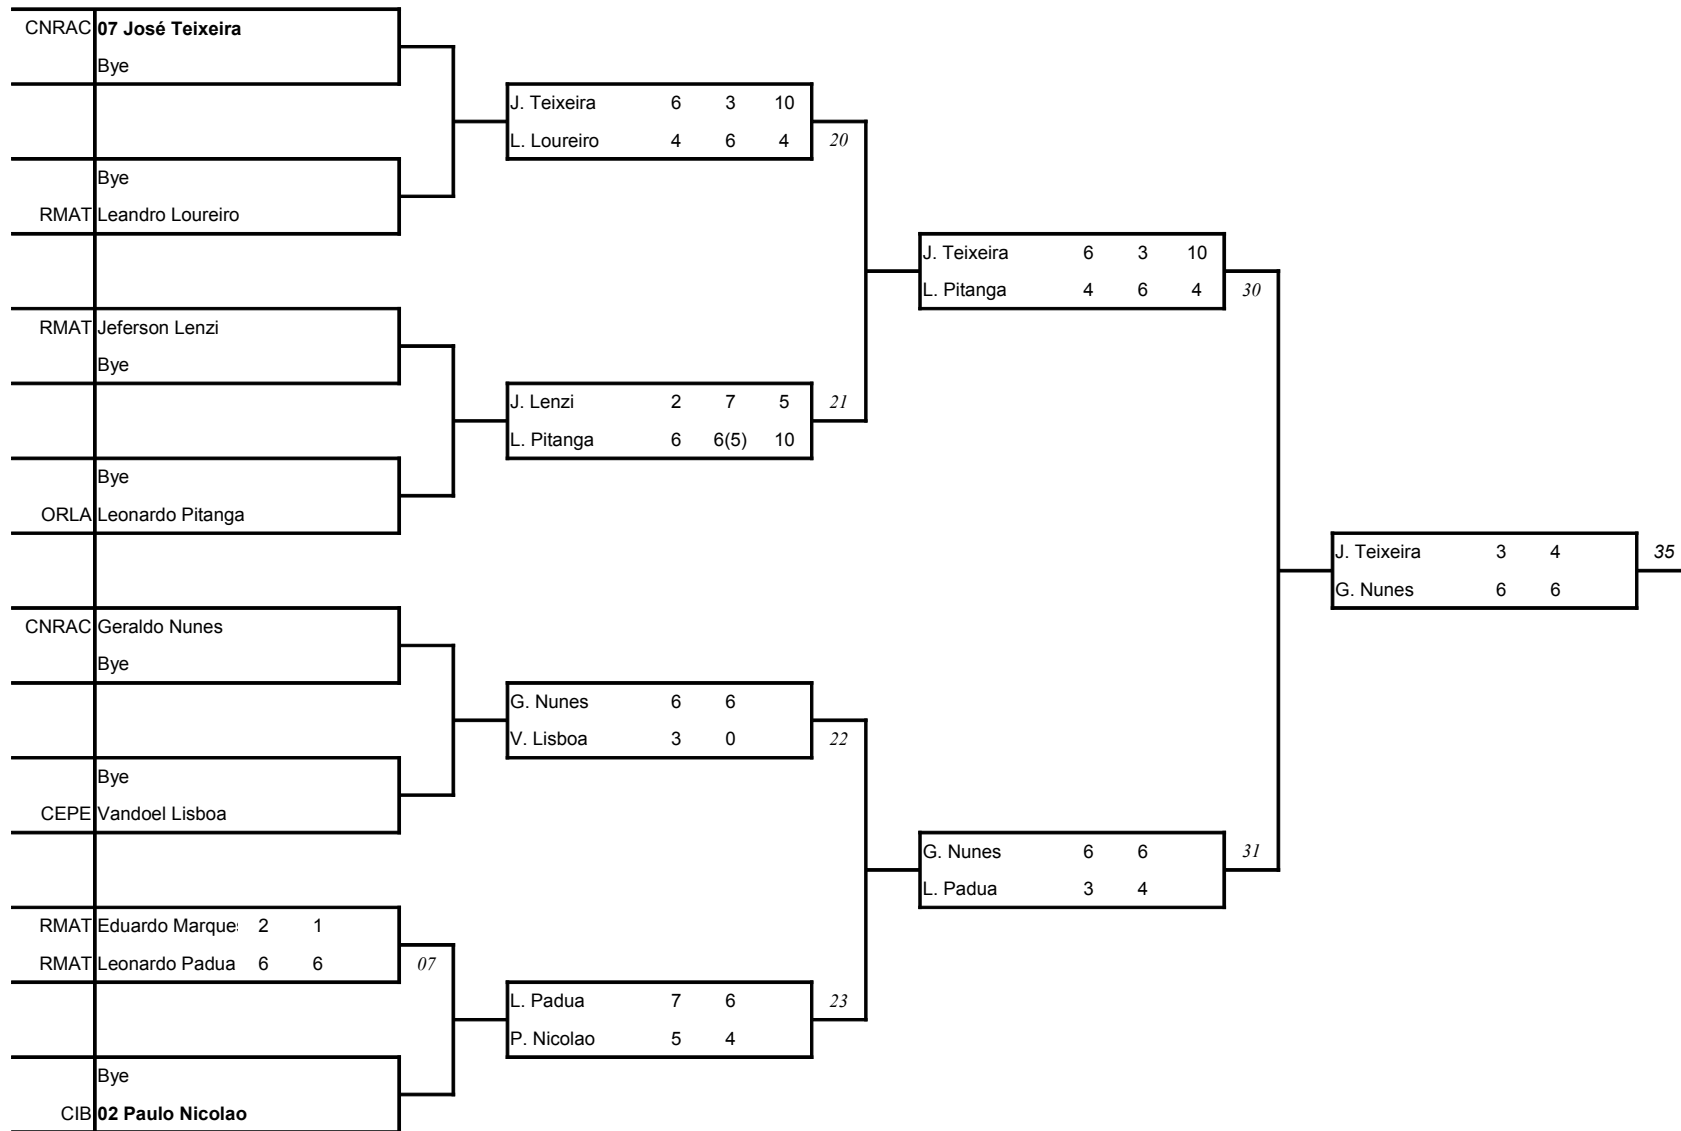 CNRAC 07 José Teixeira
Bye
J. Teixeira 6 3 10
L. Loureiro 4 6 4 20
Bye
RMAT Leandro Loureiro
J. Teixeira 6 3 10
L. Pitanga 4 6 4 30
RMAT Jeferson Lenzi
Bye
J. Lenzi 2 7 5 21
L. Pitanga 6 6(5) 10
Bye
ORLA Leonardo Pitanga
J. Teixeira 3 4 35
G. Nunes 6 6
CNRAC Geraldo Nunes
Bye
G. Nunes 6 6
V. Lisboa 3 0 22
Bye
CEPE Vandoel Lisboa
G. Nunes 6 6 31
L. Padua 3 4
RMAT Eduardo Marque 2 1
RMAT Leonardo Padua 6 6 07
L. Padua 7 6 23
P. Nicolao 5 4
Bye
CIB 02 Paulo Nicolao